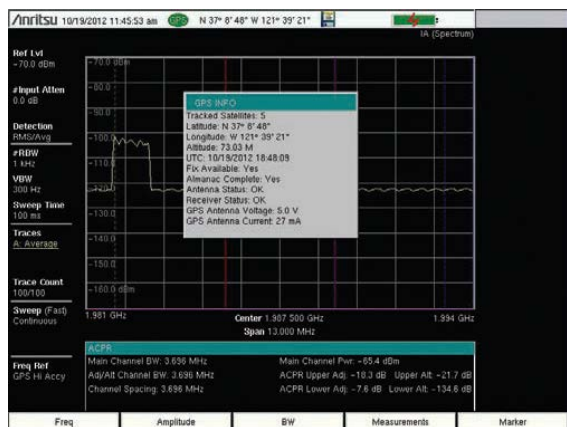 Anritsu 10/19/2012 11:45:53 am GPS N 37° 8' 48" W 121° 39' 21"
IA (Spectrum)
Ref Lvl
-70.0 dBm
#Input Atten
0.0 dB
Detection
RMS/Avg
#RBW
1 kHz
VBW
300 Hz
Sweep Time
100 ms
Traces
A: Average
Trace Count
100/100
Sweep (Fast)
Continuous
Freq Ref
GPS Hi Accy
-70.0 dBm
-90.0
-100.0
-110.0
-120.0
-130.0
-140.0
-150.0
-160.0 dBm
GPS INFO
Tracked Satellites: 5
Latitude: N 37° 8' 48"
Longitude: W 121° 39' 21"
Altitude: 73.03 M
UTC: 10/19/2012 18:48:09
Fix Available: Yes
Almanac Complete: Yes
Antenna Status: OK
Receiver Status: OK
GPS Antenna Voltage: 5.0 V
GPS Antenna Current: 27 mA
1.981 GHz
Center 1.987 500 GHz
1.994 GHz
Span 13.000 MHz
ACPR
Main Channel BW: 3.696 MHz
Main Channel Pwr: -65.4 dBm
Adj/Alt Channel BW: 3.696 MHz
ACPR Upper Adj: -18.3 dB Upper Alt: -21.7 dB
Channel Spacing: 3.696 MHz
ACPR Lower Adj: -7.6 dB Lower Alt: -134.6 dB
Freq
Amplitude
BW
Measurements
Marker